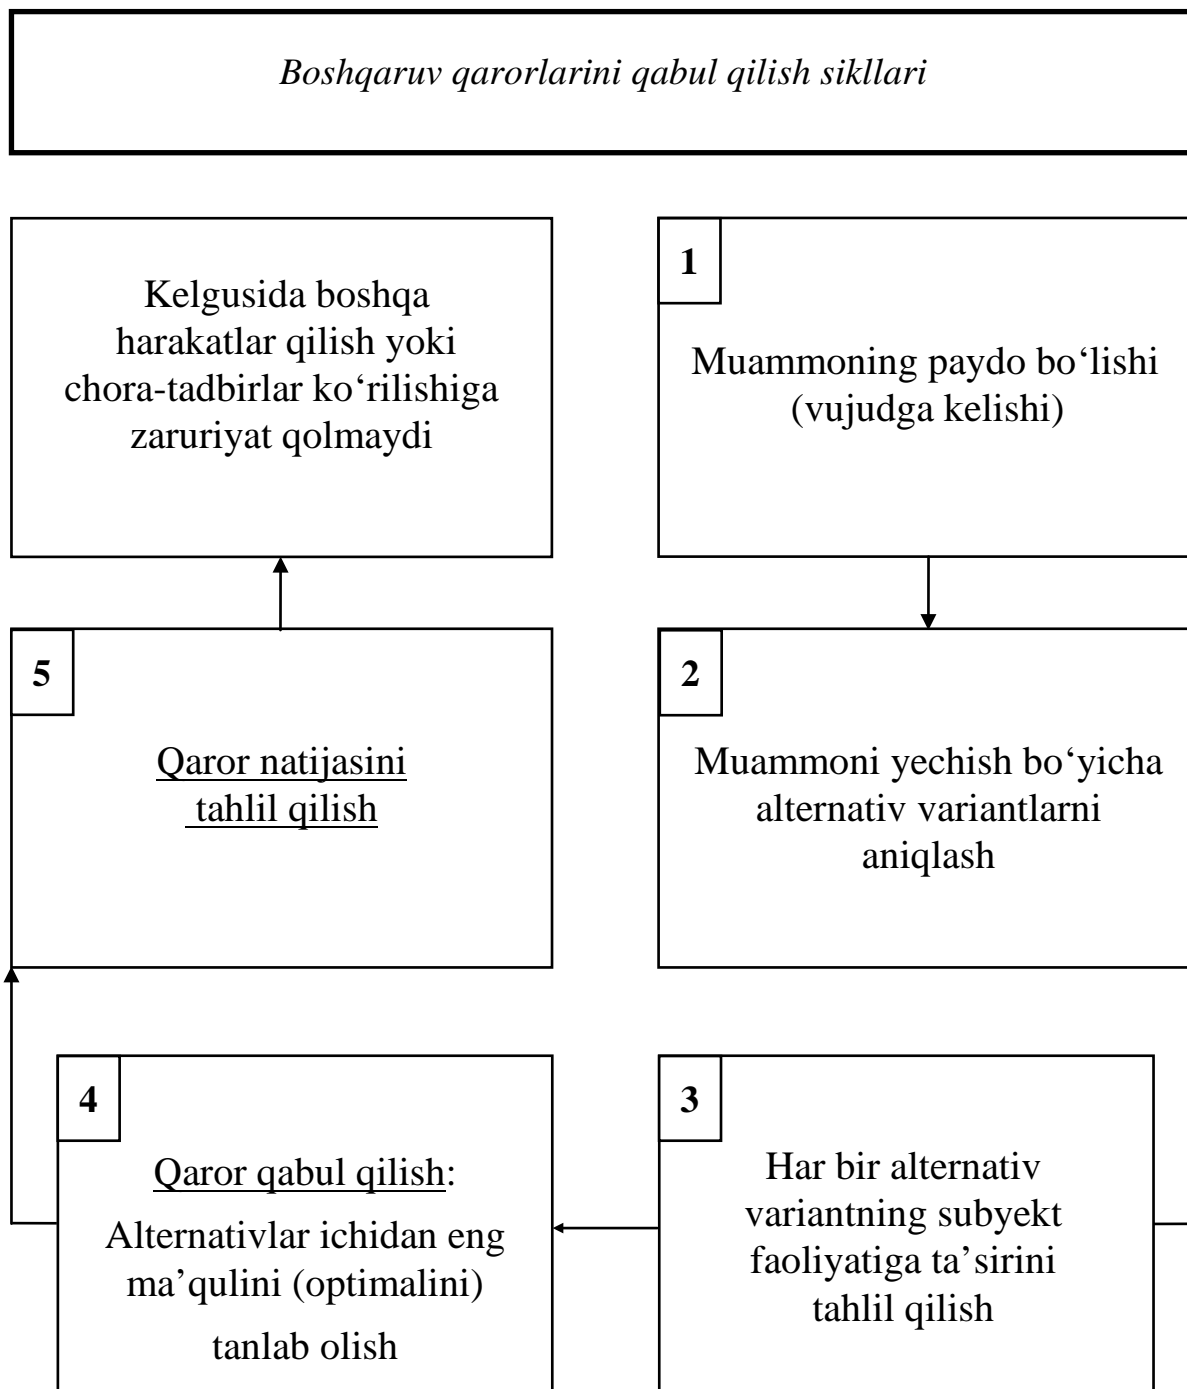 Boshqaruv qarorlarini qabul qilish sikllari
Kelgusida boshqa
harakatlar qilish yoki
chora-tadbirlar ko‘rilishiga
zaruriyat qolmaydi
1
Muammoning paydo bo‘lishi
(vujudga kelishi)
5
Qaror natijasini
tahlil qilish
2
Muammoni yechish bo‘yicha
alternativ variantlarni
aniqlash
4
Qaror qabul qilish:
Alternativlar ichidan eng
ma’qulini (optimalini)
tanlab olish
3
Har bir alternativ
variantning subyekt
faoliyatiga ta’sirini
tahlil qilish